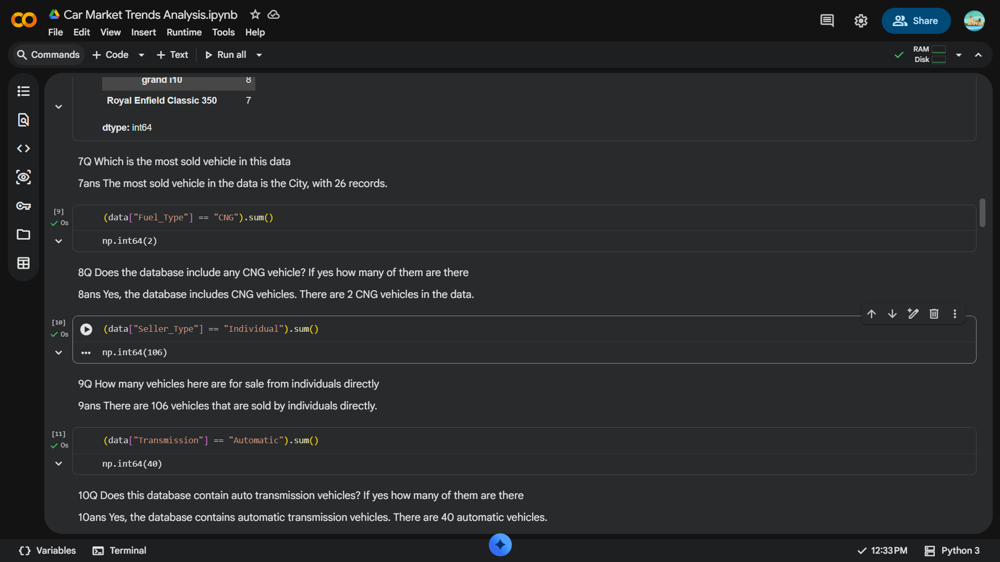 Car Market Trends Analysis.ipynb
File Edit View Insert Runtime Tools Help
Share
Commands + Code + Text Run all
RAM
Disk
grand i10 8
Royal Enfield Classic 350 7
dtype: int64
7Q Which is the most sold vehicle in this data
7ans The most sold vehicle in the data is the City, with 26 records.
[9]
0s
(data["Fuel_Type"] == "CNG").sum()
np.int64(2)
8Q Does the database include any CNG vehicle? If yes how many of them are there
8ans Yes, the database includes CNG vehicles. There are 2 CNG vehicles in the data.
[10]
0s
(data["Seller_Type"] == "Individual").sum()
np.int64(106)
9Q How many vehicles here are for sale from individuals directly
9ans There are 106 vehicles that are sold by individuals directly.
[11]
0s
(data["Transmission"] == "Automatic").sum()
np.int64(40)
10Q Does this database contain auto transmission vehicles? If yes how many of them are there
10ans Yes, the database contains automatic transmission vehicles. There are 40 automatic vehicles.
Variables Terminal
12:33 PM Python 3